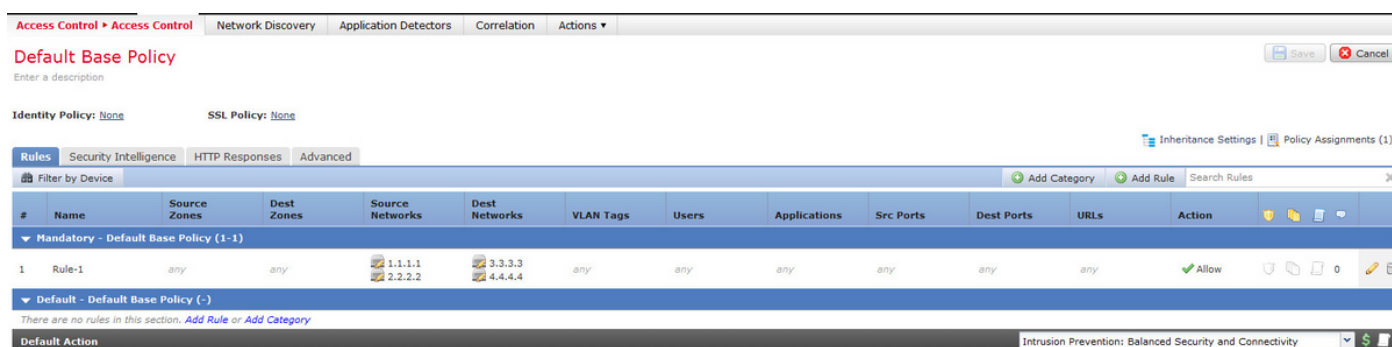 Access Control ▸ Access Control Network Discovery Application Detectors Correlation Actions ▾
Default Base Policy
Save Cancel
Enter a description
Identity Policy: None SSL Policy: None
Inheritance Settings | Policy Assignments (1)
Rules Security Intelligence HTTP Responses Advanced
Filter by Device Add Category Add Rule Search Rules
# Name Source Zones Dest Zones Source Networks Dest Networks VLAN Tags Users Applications Src Ports Dest Ports URLs Action
Mandatory - Default Base Policy (1-1)
1 Rule-1 any any 1.1.1.1 3.3.3.3 any any any any any any Allow 0
2.2.2.2 4.4.4.4
Default - Default Base Policy (-)
There are no rules in this section. Add Rule or Add Category
Default Action Intrusion Prevention: Balanced Security and Connectivity